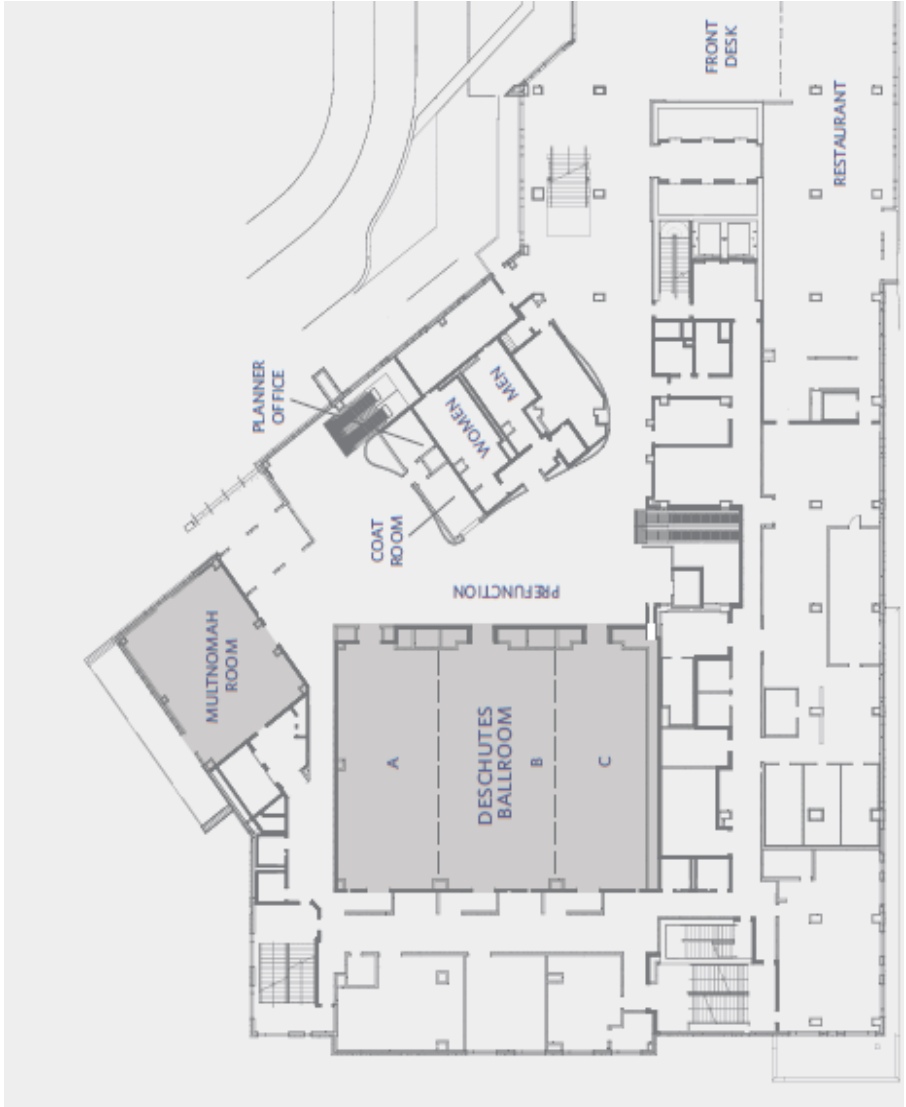 FRONT
DESK
RESTAURANT
PLANNER
OFFICE
WOMEN
MEN
COAT
ROOM
PREFUNCTION
MULTNOMAH
ROOM
DESCHUTES
BALLROOM
A
B
C